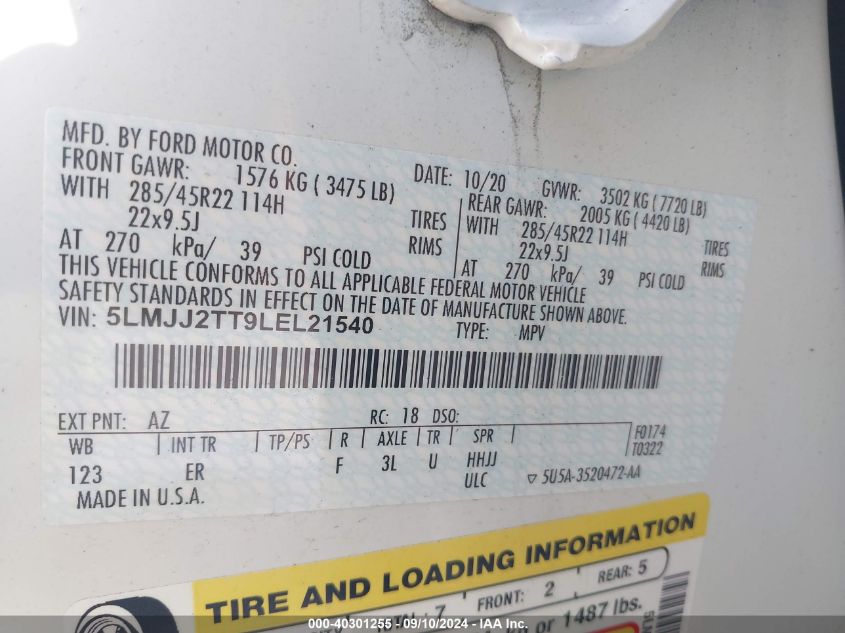 MFD. BY FORD MOTOR CO.
DATE: 10/20 GVWR: 3502 KG ( 7720 LB)
FRONT GAWR: 1576 KG ( 3475 LB) REAR GAWR: 2005 KG ( 4420 LB)
WITH 285/45R22 114H TIRES WITH 285/45R22 114H TIRES
22x9.5J RIMS 22x9.5J RIMS
AT 270 kPa/ 39 PSI COLD AT 270 kPa/ 39 PSI COLD
THIS VEHICLE CONFORMS TO ALL APPLICABLE FEDERAL MOTOR VEHICLE
SAFETY STANDARDS IN EFFECT ON THE DATE OF MANUFACTURE SHOWN ABOVE.
VIN: 5LMJJ2TT9LEL21540 TYPE: MPV
EXT PNT: AZ RC: 18 DSO:
WB INT TR TP/PS R AXLE TR SPR F0174
123 ER F 3L U HHJJ T0322
ULC 5U5A-3520472-AA
MADE IN U.S.A.
TIRE AND LOADING INFORMATION
7 FRONT: 2 REAR: 5
or 1487 lbs.
000-40301255 - 09/10/2024 - IAA Inc.